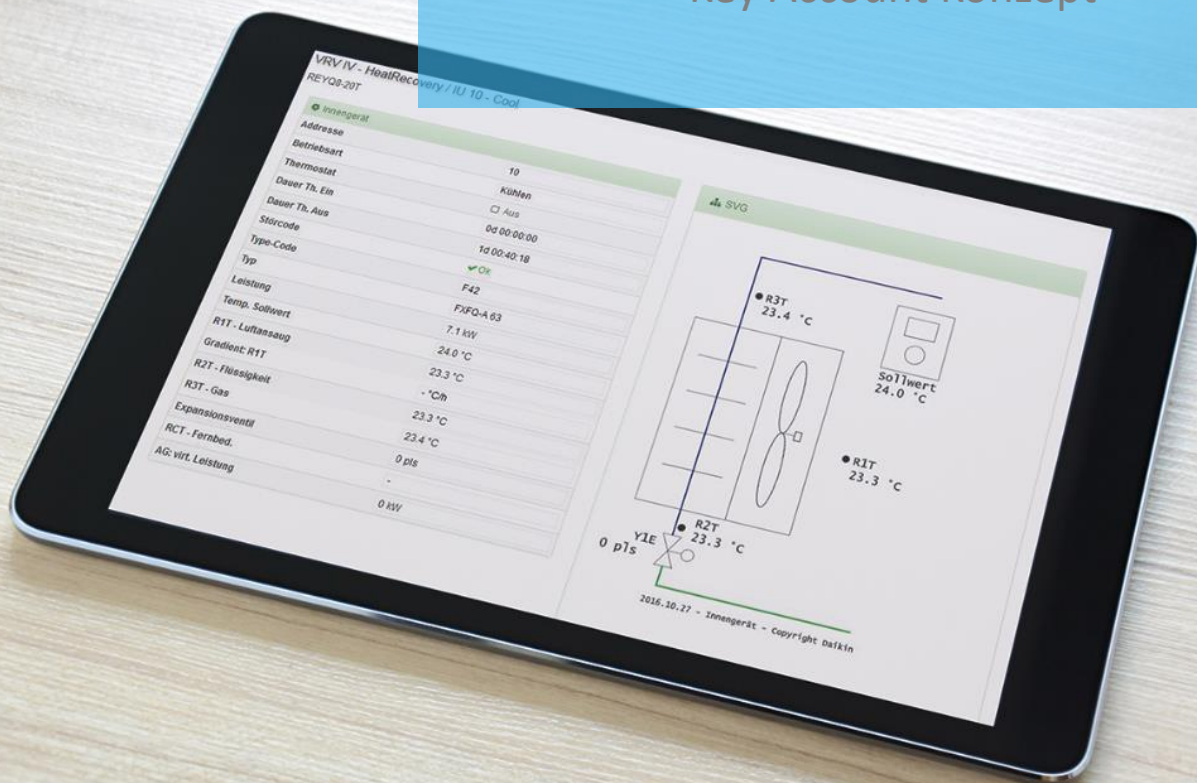 Key Account Konzept
VRV IV - HeatRecovery / IU 10 - Cool
REYQ8-20T
Innengerät
Addresse 10
Betriebsart Kühlen
Thermostat Aus
Dauer Th. Ein 0d 00:00:00
Dauer Th. Aus 1d 00:40:18
Störcode Ok
Type-Code F42
Typ FXFQ-A 63
Leistung 7.1 kW
Temp. Sollwert 24.0 °C
R1T - Luftansaug 23.3 °C
Gradient: R1T - °C/h
R2T - Flüssigkeit 23.3 °C
R3T - Gas 23.4 °C
Expansionsventil 0 pls
RCT - Fernbed. -
AG: virt. Leistung 0 kW
SVG
R3T
23.4 °C
Sollwert
24.0 °C
R1T
23.3 °C
R2T
23.3 °C
Y1E
0 pls
2016.10.27 - Innengerät - Copyright Daikin